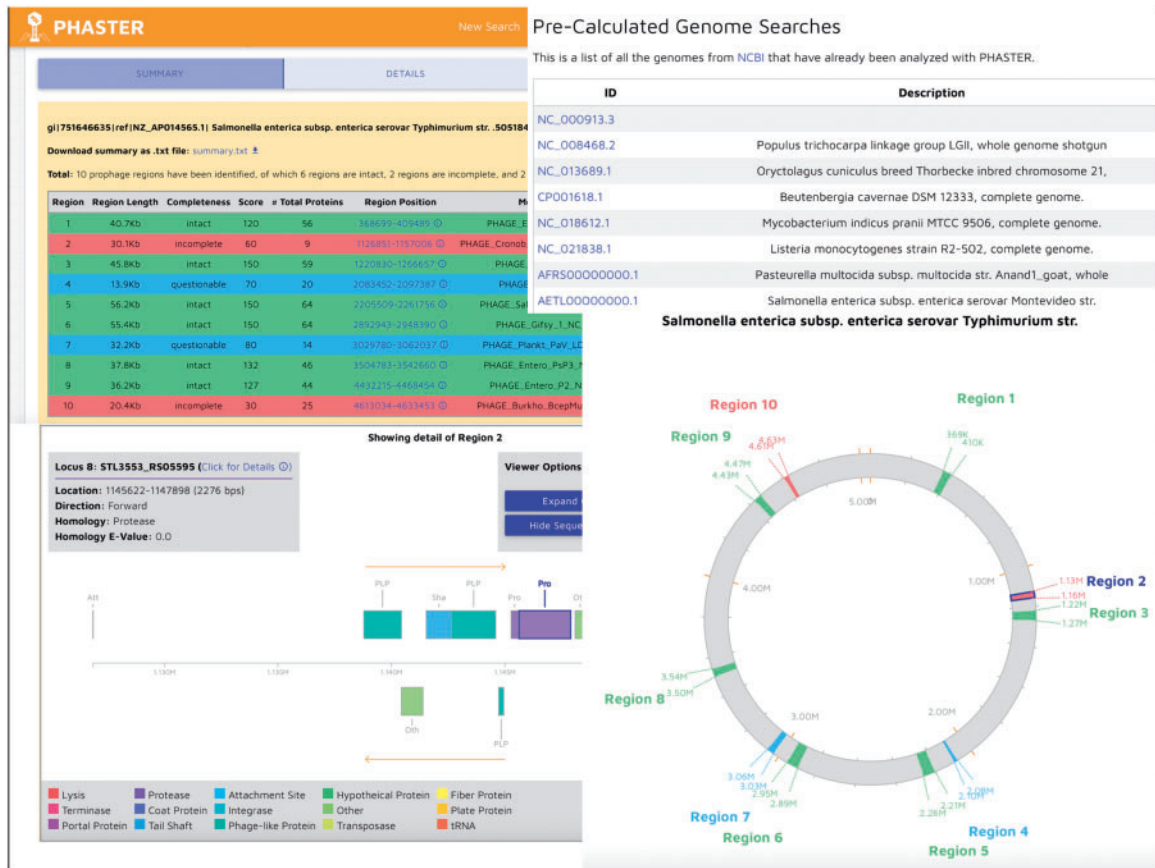 PHASTER
New Search
SUMMARY
DETAILS
gi|751646635|ref|NZ_AP014565.1| Salmonella enterica subsp. enterica serovar Typhimurium str. .505184
Download summary as .txt file: summary.txt
Total: 10 prophage regions have been identified, of which 6 regions are intact, 2 regions are incomplete, and 2
Region Region Length Completeness Score # Total Proteins Region Position
1 40.7Kb intact 120 56 368699-409489 PHAGE_E
2 30.1Kb incomplete 60 9 1126851-1157006 PHAGE_Cronob
3 45.8Kb intact 150 59 1220830-1266657 PHAGE_
4 13.9Kb questionable 70 20 2083452-2097387 PHAGE
5 56.2Kb intact 150 64 2205509-2261756 PHAGE_Sal
6 55.4Kb intact 150 64 2892943-2948390 PHAGE_Gifsy_1_NC
7 32.2Kb questionable 80 14 3029780-3062037 PHAGE_Plankt_PaV_LD
8 37.8Kb intact 132 46 3504783-3542660 PHAGE_Entero_PsP3_N
9 36.2Kb intact 127 44 4432215-4468454 PHAGE_Entero_P2_N
10 20.4Kb incomplete 30 25 4613034-4633453 PHAGE_Burkho_BcepMu
Pre-Calculated Genome Searches
This is a list of all the genomes from NCBI that have already been analyzed with PHASTER.
ID Description
NC_000913.3
NC_008468.2 Populus trichocarpa linkage group LGII, whole genome shotgun
NC_013689.1 Oryctolagus cuniculus breed Thorbecke inbred chromosome 21,
CP001618.1 Beutenbergia cavernae DSM 12333, complete genome.
NC_018612.1 Mycobacterium indicus pranii MTCC 9506, complete genome.
NC_021838.1 Listeria monocytogenes strain R2-502, complete genome.
AFRS00000000.1 Pasteurella multocida subsp. multocida str. Anand1_goat, whole
AETL00000000.1 Salmonella enterica subsp. enterica serovar Montevideo str.
Showing detail of Region 2
Locus 8: STL3553_RS05595 (Click for Details)
Location: 1145622-1147898 (2276 bps)
Direction: Forward
Homology: Protease
Homology E-Value: 0.0
Viewer Options
Expand
Hide Seque
Att
PLP
Sha
PLP
Pro
Pro
Ot
1.130M 1.135M 1.140M 1.145M
Oth
PLP
Lysis Protease Attachment Site Hypotheical Protein Fiber Protein
Terminase Coat Protein Integrase Other Plate Protein
Portal Protein Tail Shaft Phage-like Protein Transposase tRNA
Salmonella enterica subsp. enterica serovar Typhimurium str.
Region 10
Region 1
Region 9
4.63M
4.61M
369K
410K
4.47M
4.43M
5.00M
1.00M
1.13M
Region 2
1.16M
1.22M
Region 3
1.27M
4.00M
3.54M
3.50M
Region 8
3.00M
2.00M
3.06M
3.03M
2.95M
2.89M
2.08M
2.10M
2.21M
2.26M
Region 7
Region 6
Region 4
Region 5